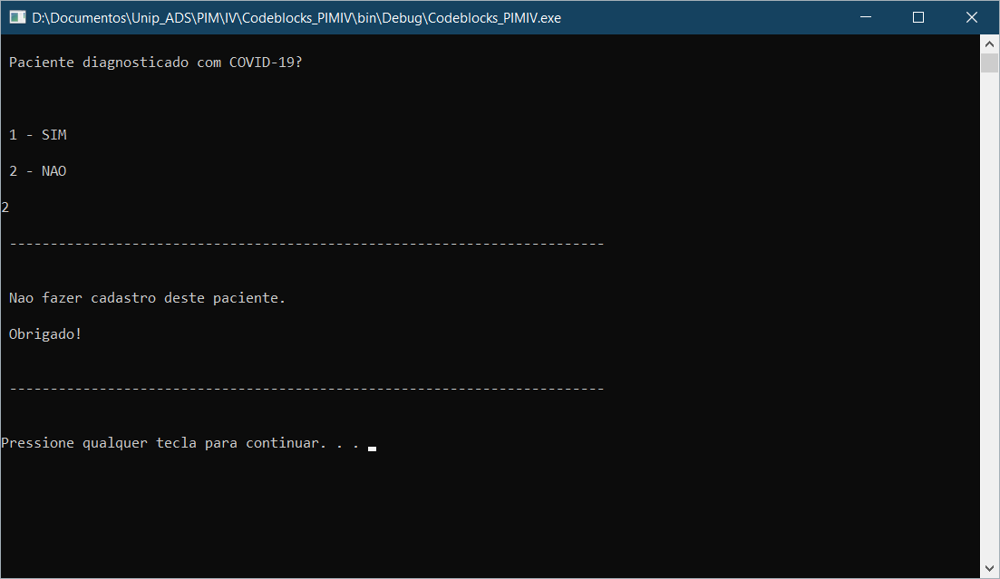 D:\Documentos\Unip_ADS\PIM\IV\Codeblocks_PIMIV\bin\Debug\Codeblocks_PIMIV.exe
Paciente diagnosticado com COVID-19?
1 - SIM
2 - NAO
2
-------------------------------------------------------------------------
Nao fazer cadastro deste paciente.
Obrigado!
-------------------------------------------------------------------------
Pressione qualquer tecla para continuar. . .